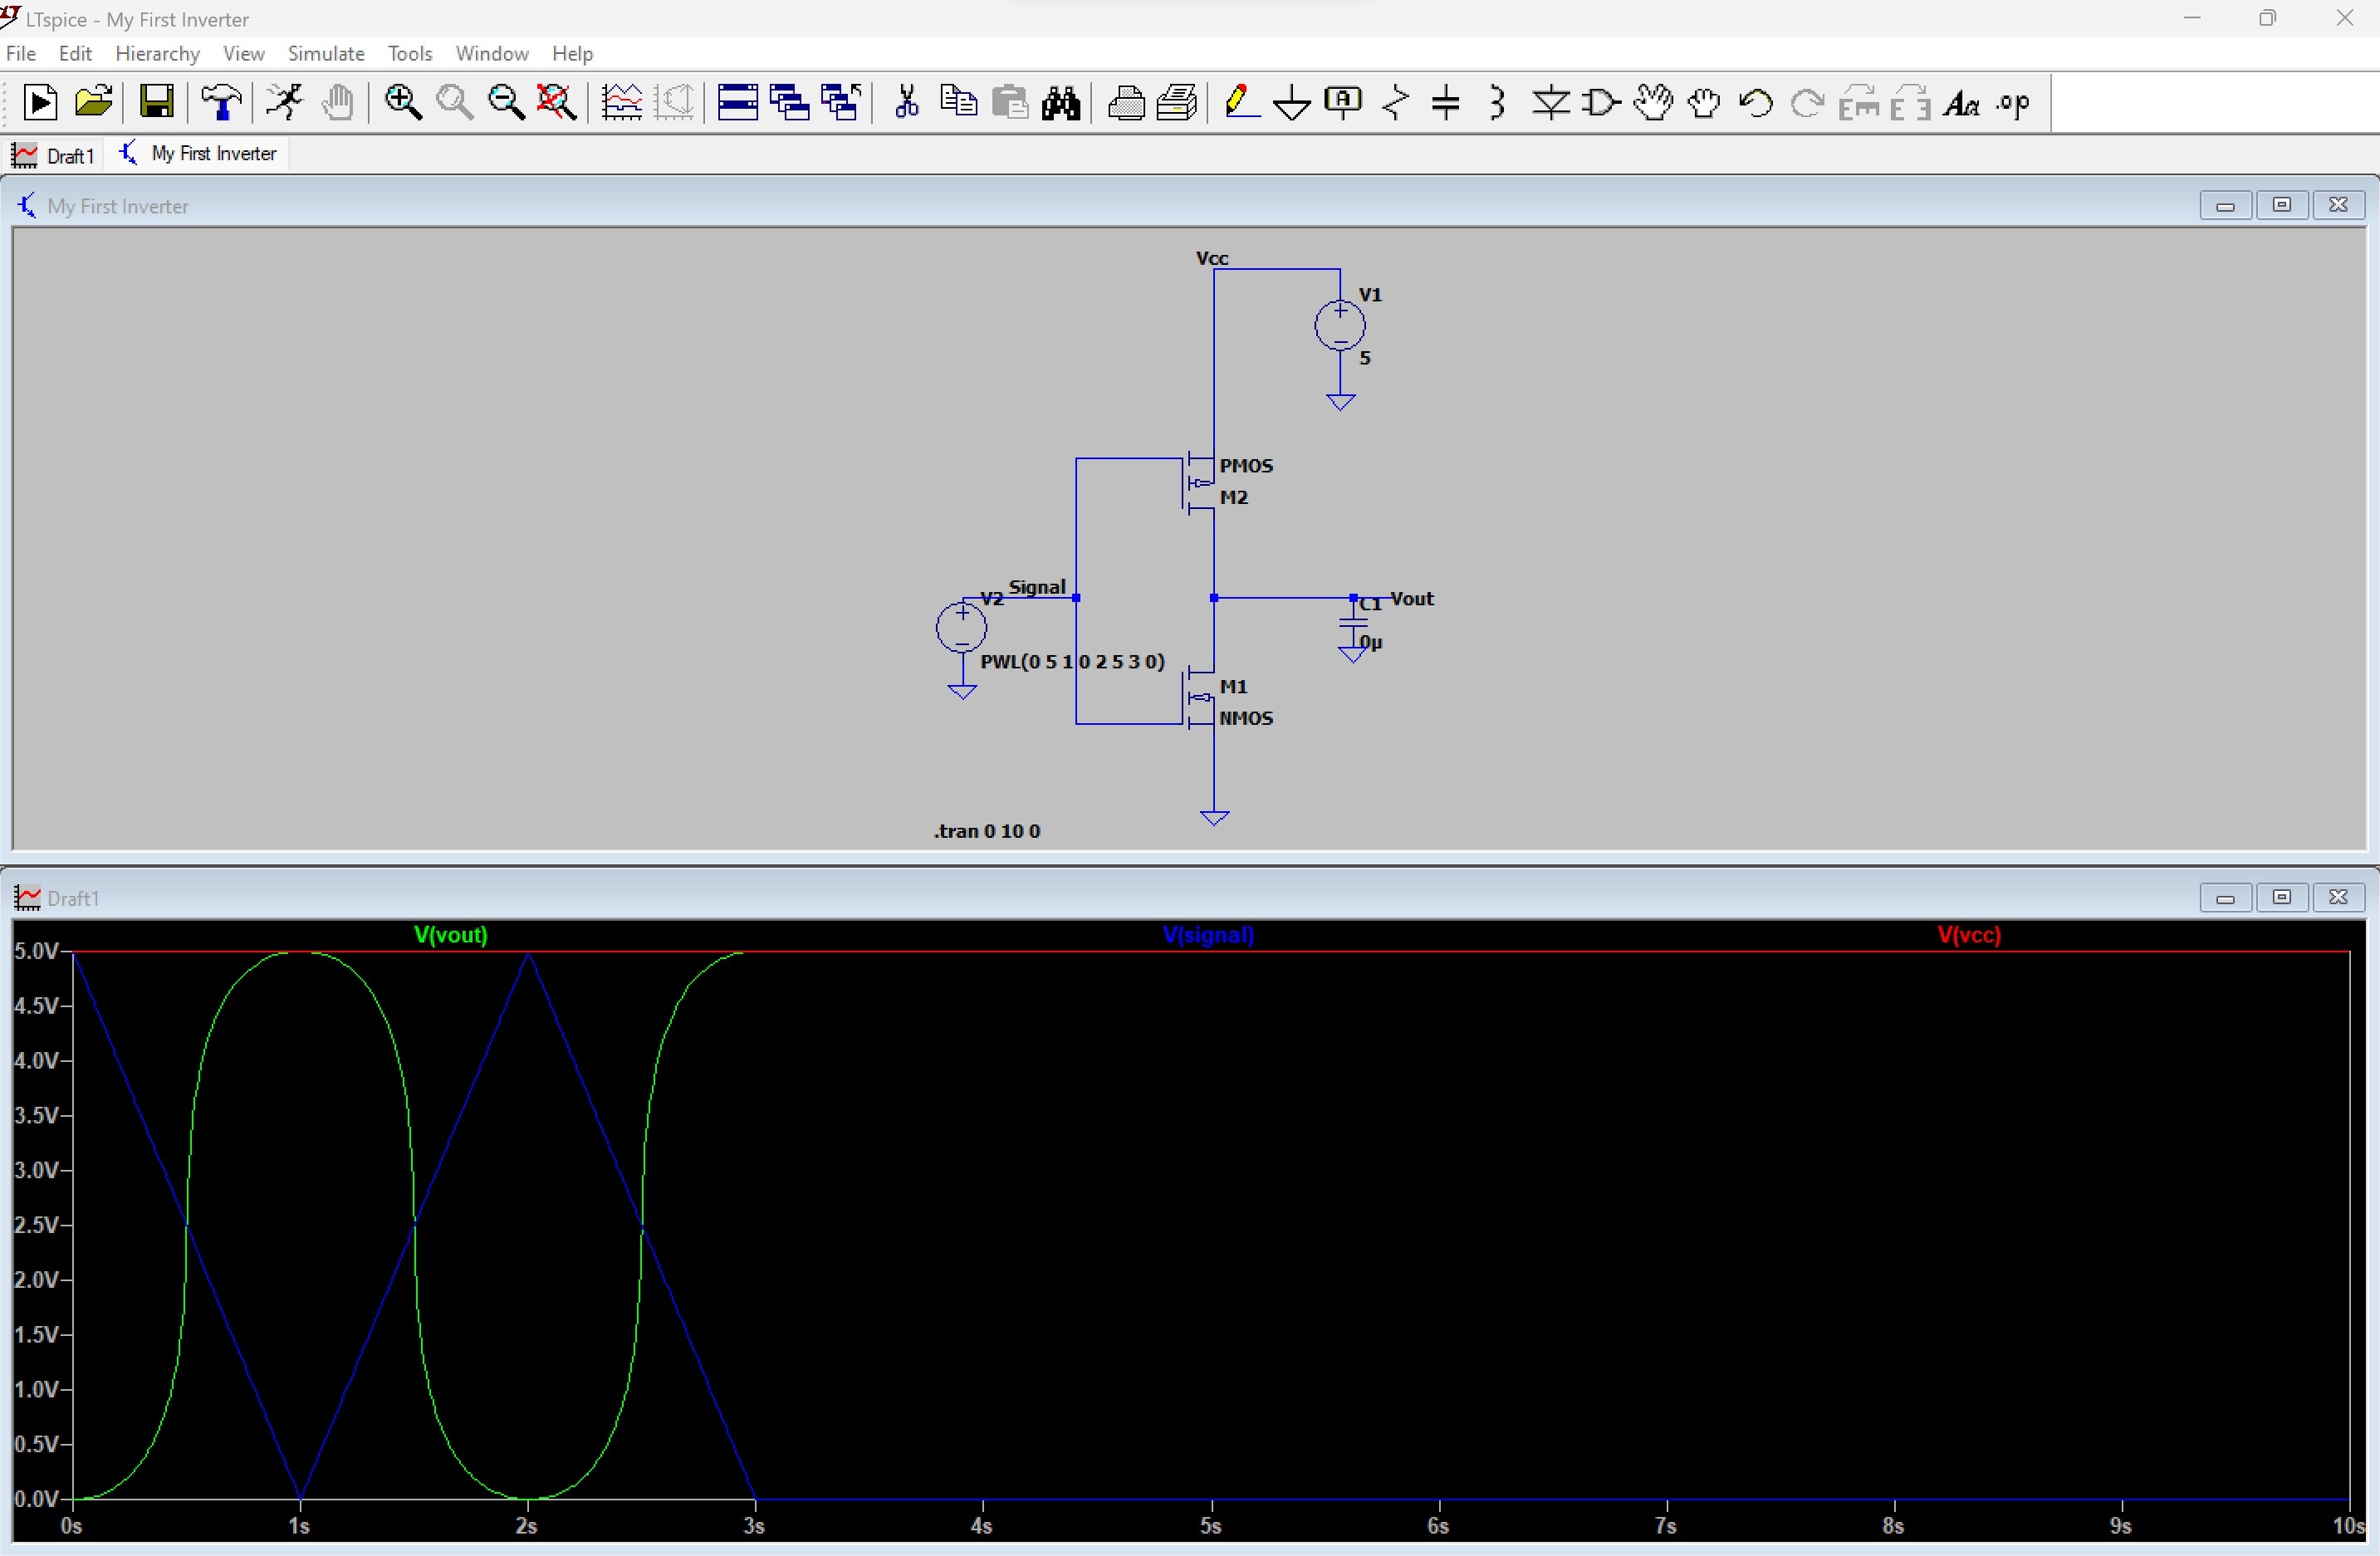 LTspice - My First Inverter
File Edit Hierarchy View Simulate Tools Window Help
A Aa .op
Draft1 My First Inverter
My First Inverter
Vcc
V1
5
PMOS
M2
Signal
V2
C1 Vout
0µ
PWL(0 5 1 0 2 5 3 0)
M1
NMOS
.tran 0 10 0
Draft1
V(vout) V(signal) V(vcc)
5.0V
4.5V
4.0V
3.5V
3.0V
2.5V
2.0V
1.5V
1.0V
0.5V
0.0V
0s 1s 2s 3s 4s 5s 6s 7s 8s 9s 10s